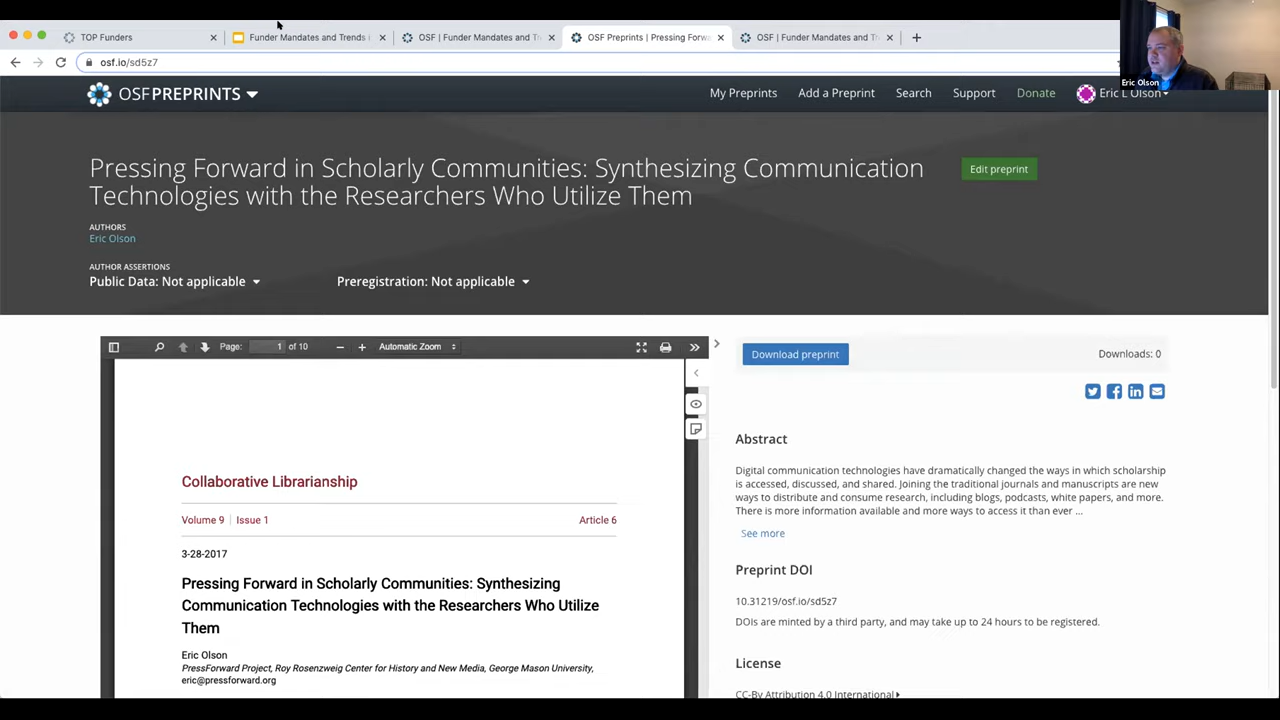 TOP Funders
Funder Mandates and Trends i
OSF | Funder Mandates and Tr
OSF Preprints | Pressing Forw
OSF | Funder Mandates and Tr
osf.io/sd5z7
Eric Olson
OSFPREPRINTS
My Preprints
Add a Preprint
Search
Support
Donate
Eric L Olson
Pressing Forward in Scholarly Communities: Synthesizing Communication
Technologies with the Researchers Who Utilize Them
Edit preprint
AUTHORS
Eric Olson
AUTHOR ASSERTIONS
Public Data: Not applicable
Preregistration: Not applicable
Page: 1 of 10
Automatic Zoom
Collaborative Librarianship
Volume 9 | Issue 1
Article 6
3-28-2017
Pressing Forward in Scholarly Communities: Synthesizing
Communication Technologies with the Researchers Who Utilize
Them
Eric Olson
PressForward Project, Roy Rosenzweig Center for History and New Media, George Mason University,
eric@pressforward.org
Download preprint
Downloads: 0
Abstract
Digital communication technologies have dramatically changed the ways in which scholarship
is accessed, discussed, and shared. Joining the traditional journals and manuscripts are new
ways to distribute and consume research, including blogs, podcasts, white papers, and more.
There is more information available and more ways to access it than ever ...
See more
Preprint DOI
10.31219/osf.io/sd5z7
DOIs are minted by a third party, and may take up to 24 hours to be registered.
License
CC-By Attribution 4.0 International